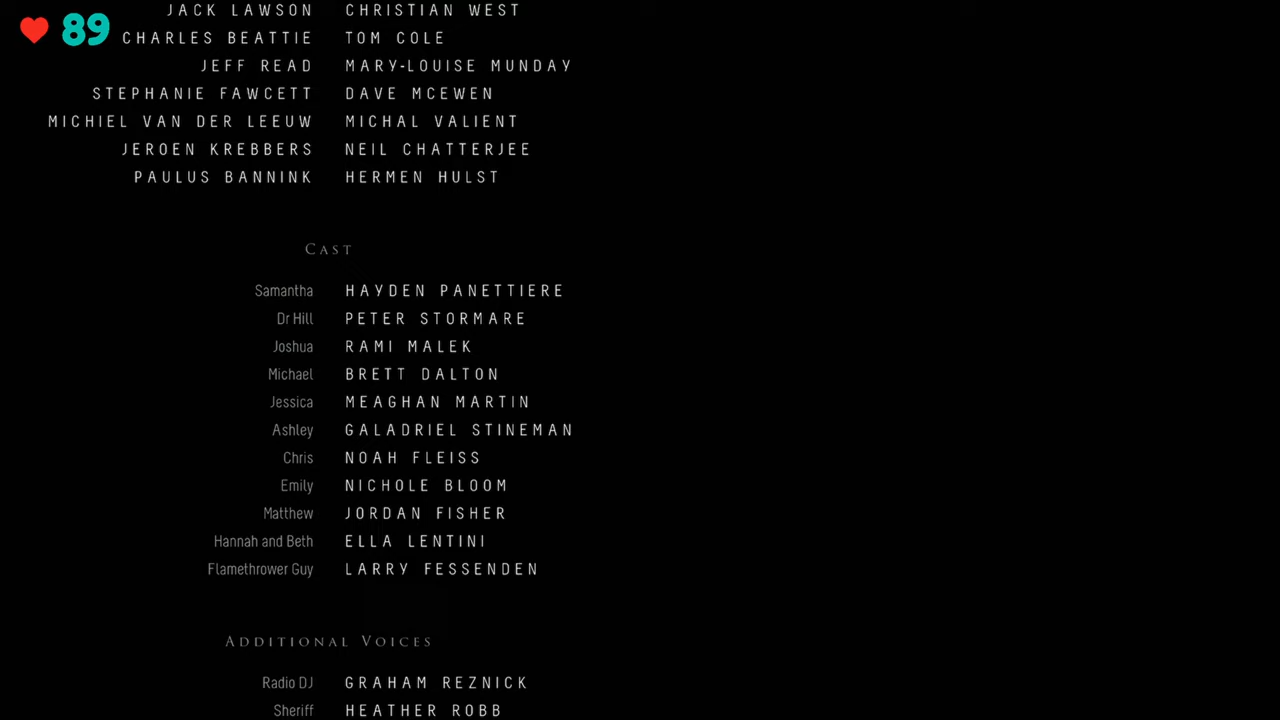 JACK LAWSON CHRISTIAN WEST
89
CHARLES BEATTIE TOM COLE
JEFF READ MARY-LOUISE MUNDAY
STEPHANIE FAWCETT DAVE MCEWEN
MICHIEL VAN DER LEEUW MICHAL VALIENT
JEROEN KREBBERS NEIL CHATTERJEE
PAULUS BANNINK HERMEN HULST
CAST
Samantha HAYDEN PANETTIERE
Dr Hill PETER STORMARE
Joshua RAMI MALEK
Michael BRETT DALTON
Jessica MEAGHAN MARTIN
Ashley GALADRIEL STINEMAN
Chris NOAH FLEISS
Emily NICHOLE BLOOM
Matthew JORDAN FISHER
Hannah and Beth ELLA LENTINI
Flamethrower Guy LARRY FESSENDEN
ADDITIONAL VOICES
Radio DJ GRAHAM REZNICK
Sheriff HEATHER ROBB